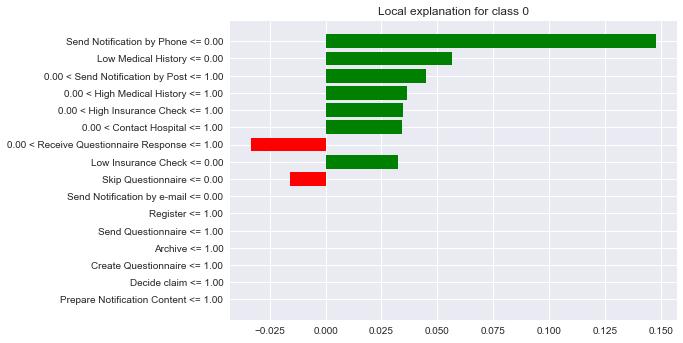 Local explanation for class 0
Send Notification by Phone <= 0.00
Low Medical History <= 0.00
0.00 < Send Notification by Post <= 1.00
0.00 < High Medical History <= 1.00
0.00 < High Insurance Check <= 1.00
0.00 < Contact Hospital <= 1.00
0.00 < Receive Questionnaire Response <= 1.00
Low Insurance Check <= 0.00
Skip Questionnaire <= 0.00
Send Notification by e-mail <= 0.00
Register <= 1.00
Send Questionnaire <= 1.00
Archive <= 1.00
Create Questionnaire <= 1.00
Decide claim <= 1.00
Prepare Notification Content <= 1.00
−0.025 0.000 0.025 0.050 0.075 0.100 0.125 0.150